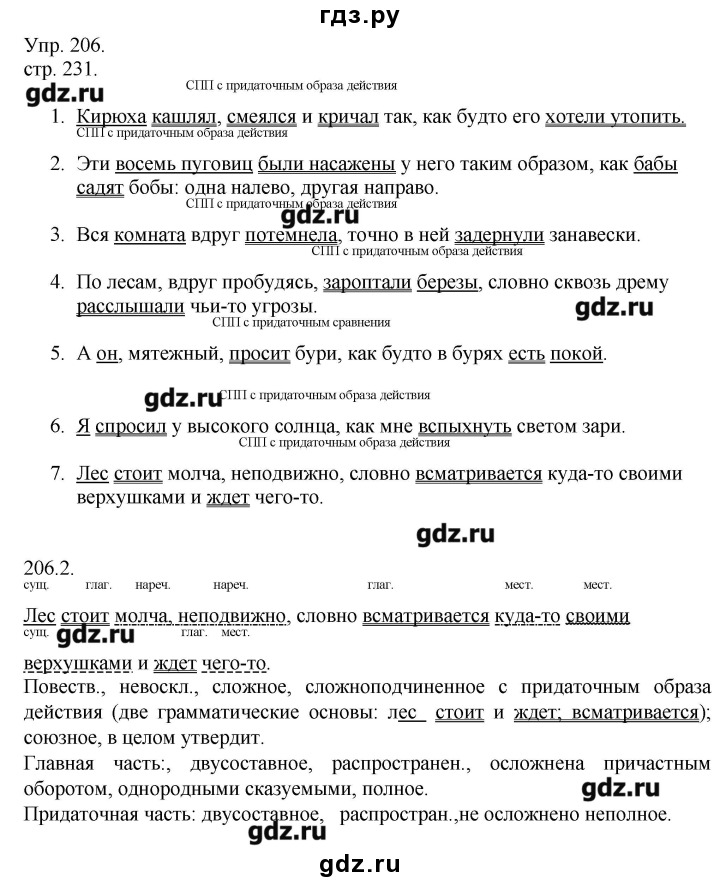 гдз.ру
Упр. 206.
стр. 231.
gdz.ru
СПП с придаточным образа действия
1. Кирюха кашлял, смеялся и кричал так, как будто его хотели утопить.
СПП с придаточным образа действия
2. Эти восемь пуговиц были насажены у него таким образом, как бабы
садят бобы: одна налево, другая направо.
СПП с придаточным образа действия
gdz.ru
3. Вся комната вдруг потемнела, точно в ней задернули занавески.
СПП с придаточным образа действия
4. По лесам, вдруг пробудясь, зароптали березы, словно сквозь дрему
расслышали чьи-то угрозы.
gdz.ru
СПП с придаточным сравнения
5. А он, мятежный, просит бури, как будто в бурях есть покой.
gdz.ru
СПП с придаточным образа действия
6. Я спросил у высокого солнца, как мне вспыхнуть светом зари.
СПП с придаточным образа действия
7. Лес стоит молча, неподвижно, словно всматривается куда-то своими
верхушками и ждет чего-то.
gdz.ru
206.2.
сущ. глаг. нареч. нареч. глаг. мест. мест.
Лес стоит молча, неподвижно, словно всматривается куда-то своими
сущ. gdz.ru глаг. мест.
верхушками и ждет чего-то.
Повеств., невоскл., сложное, сложноподчиненное с придаточным образа
действия (две грамматические основы: лес стоит и ждет; всматривается);
союзное, в целом утвердит.
Главная часть:, двусоставное, распространен., осложнена причастным
оборотом, однородными сказуемыми, полное.
gdz.ru
Придаточная часть: двусоставное, распростран.,не осложнено неполное.
gdz.ru
gdz.ru